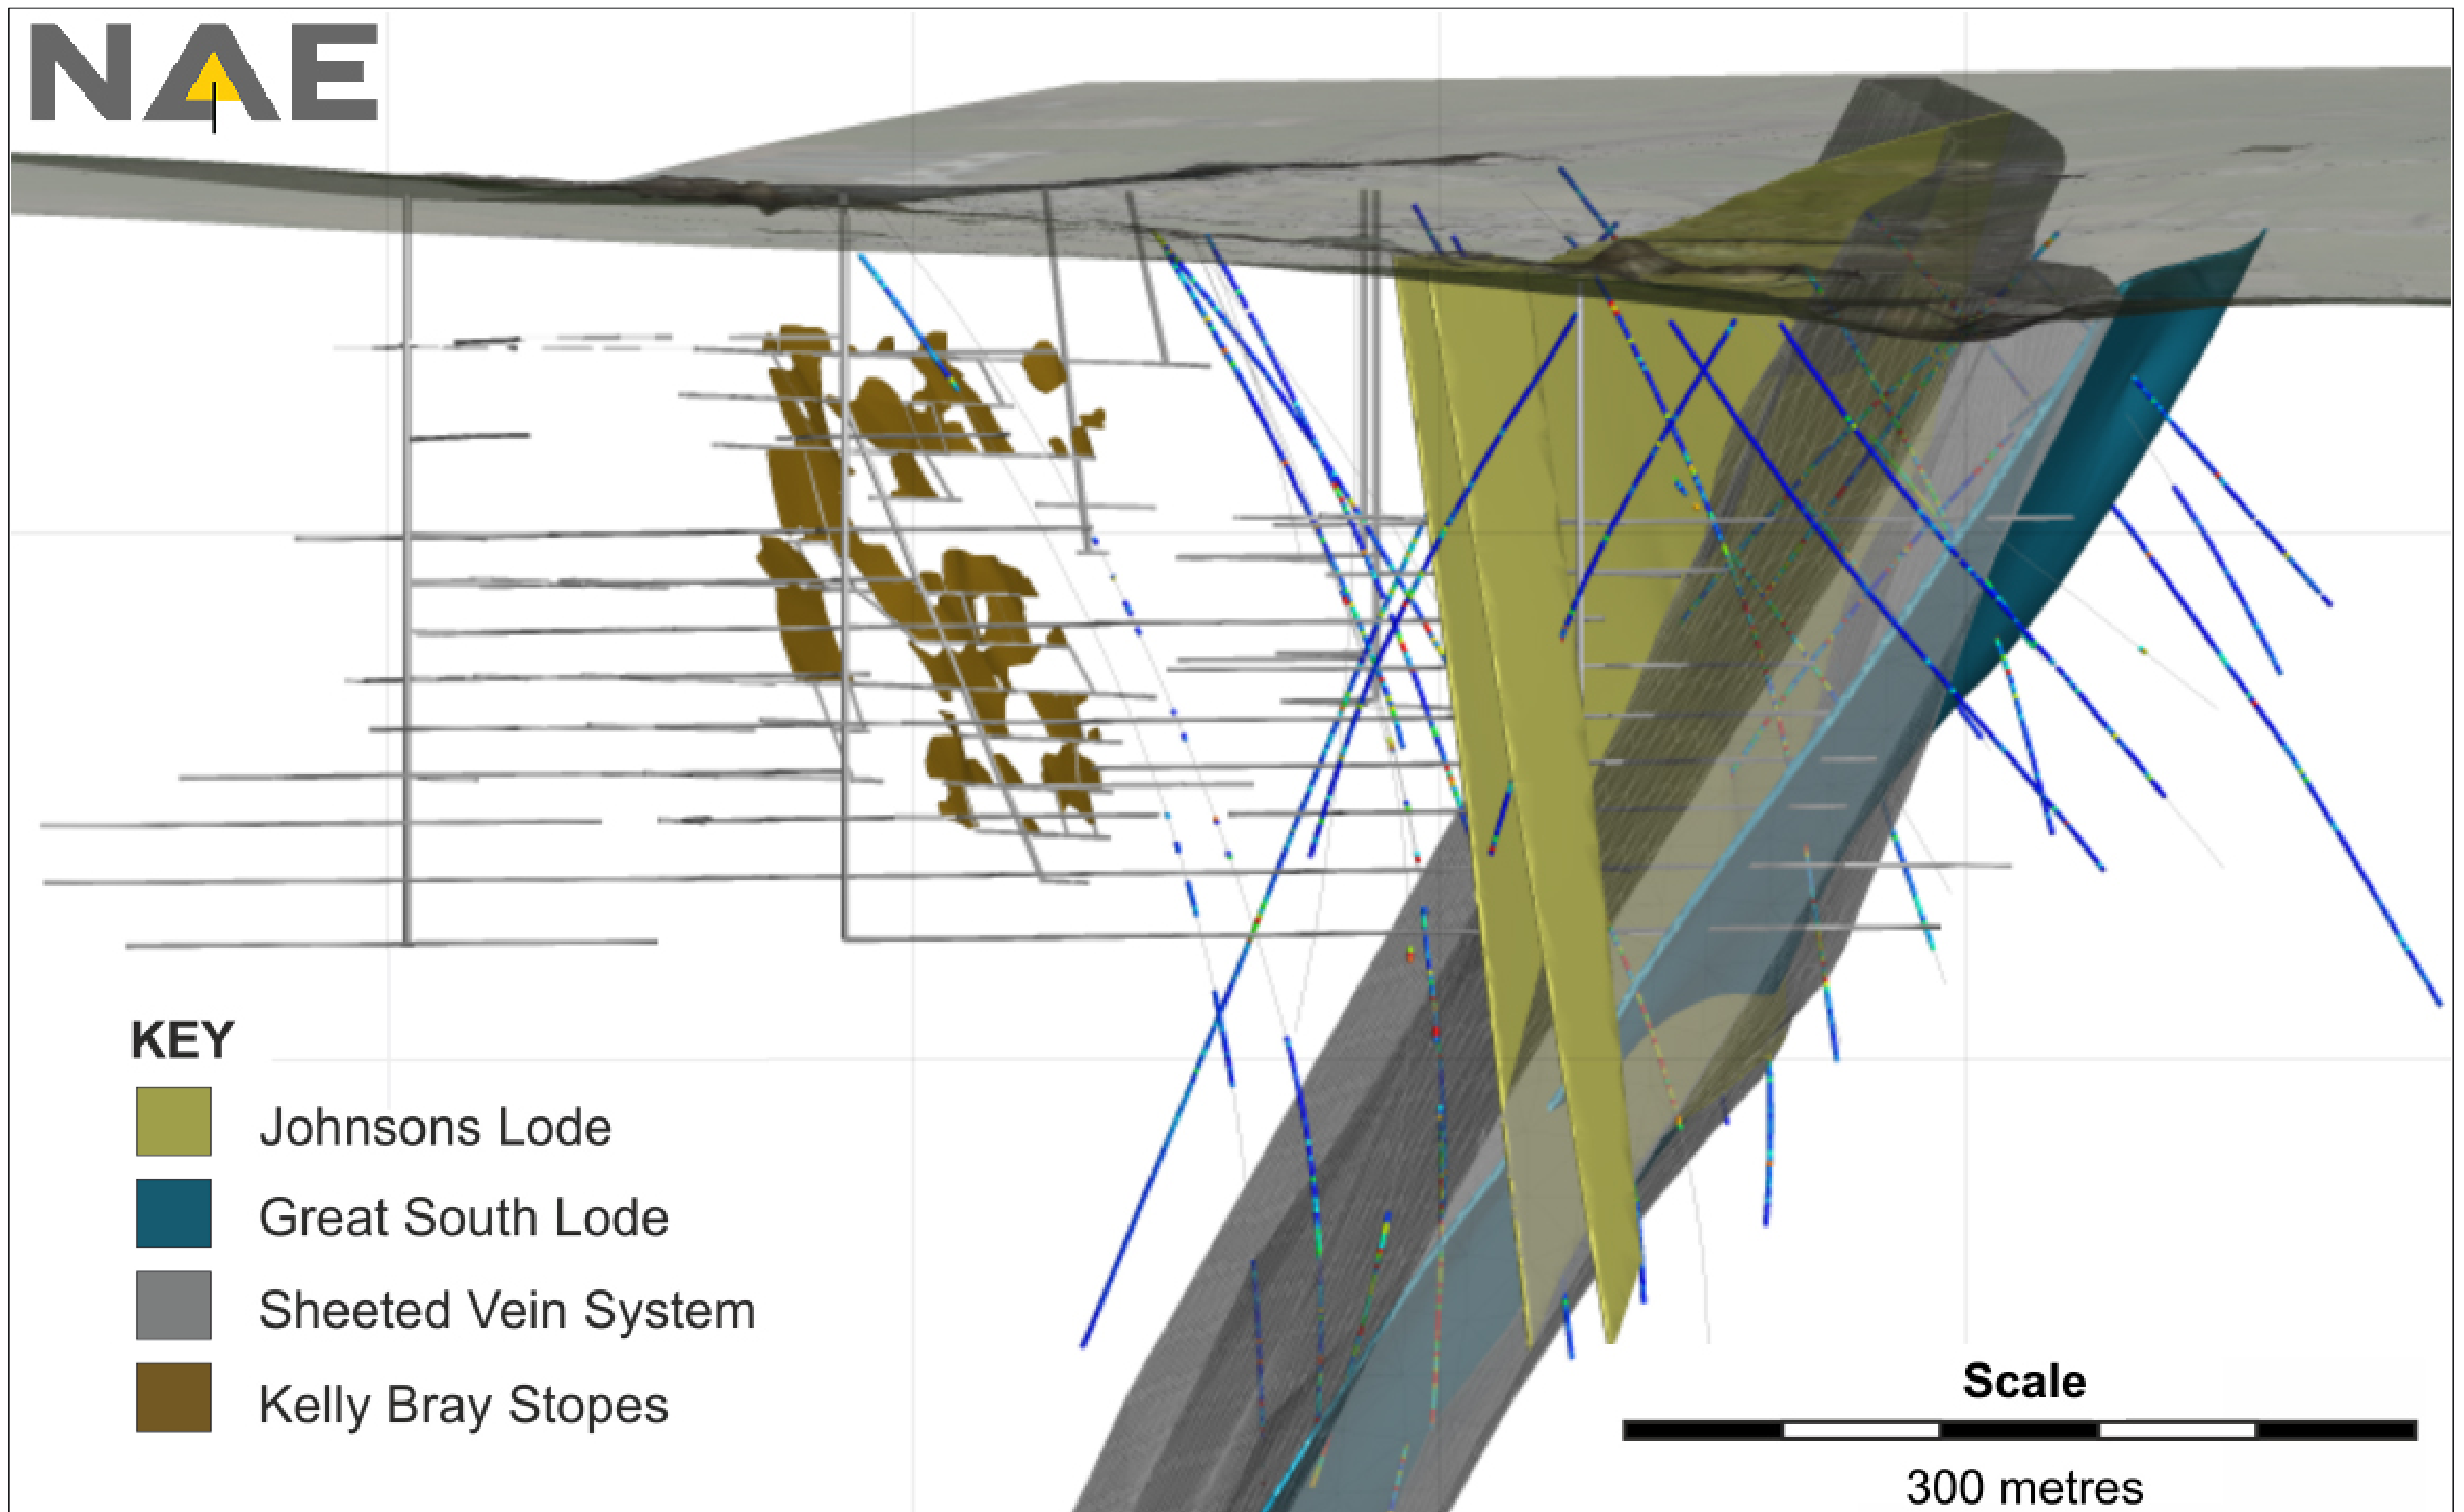 NAE
KEY
Johnsons Lode
Great South Lode
Sheeted Vein System
Kelly Bray Stopes
Scale
300 metres